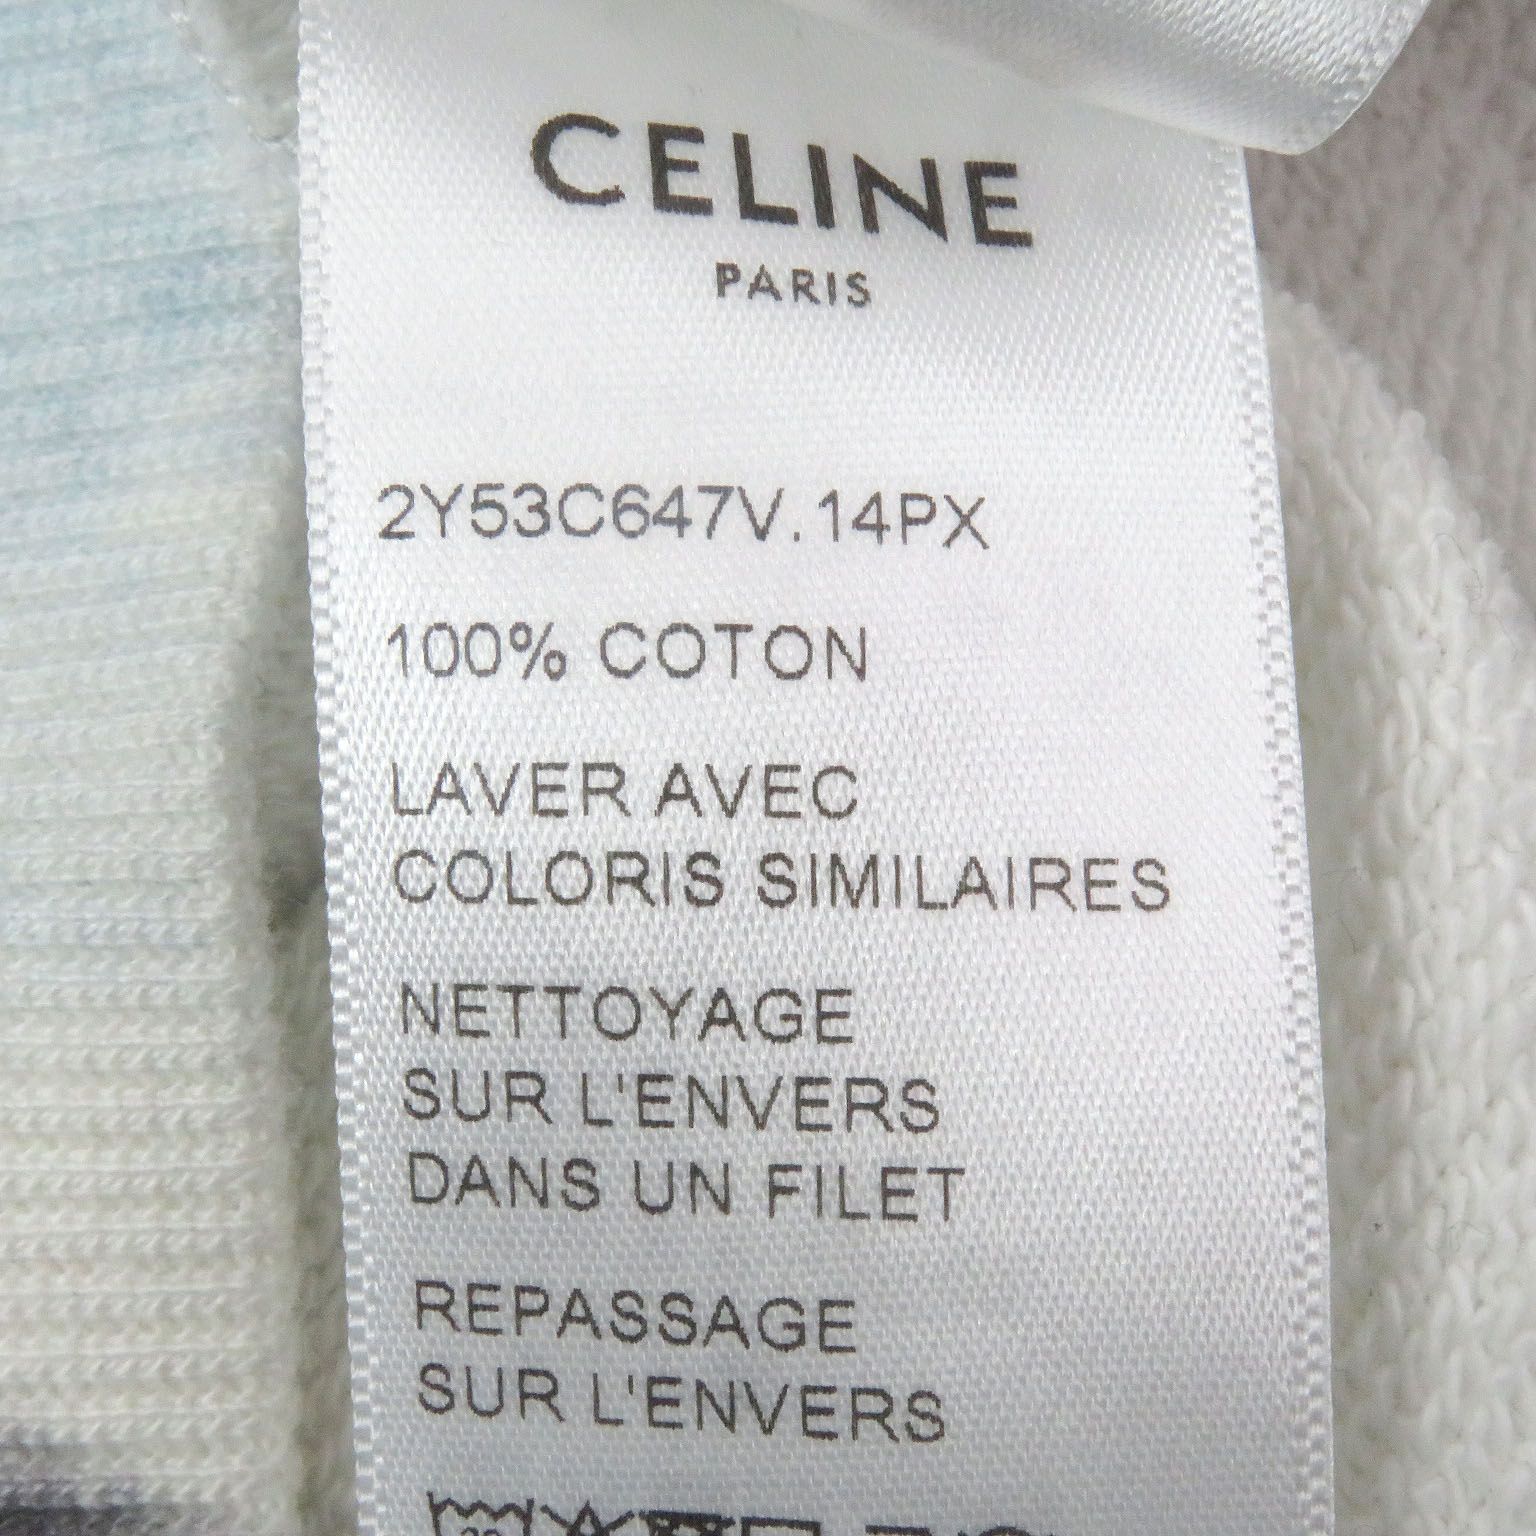 CELINE
PARIS
2Y53C647V.14PX
100% COTON
LAVER AVEC
COLORIS SIMILAIRES
NETTOYAGE
SUR L'ENVERS
DANS UN FILET
REPASSAGE
SUR L'ENVERS